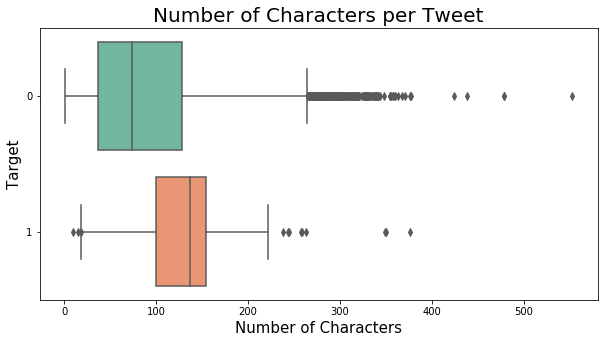 Number of Characters per Tweet
Target
0
1
0 100 200 300 400 500
Number of Characters